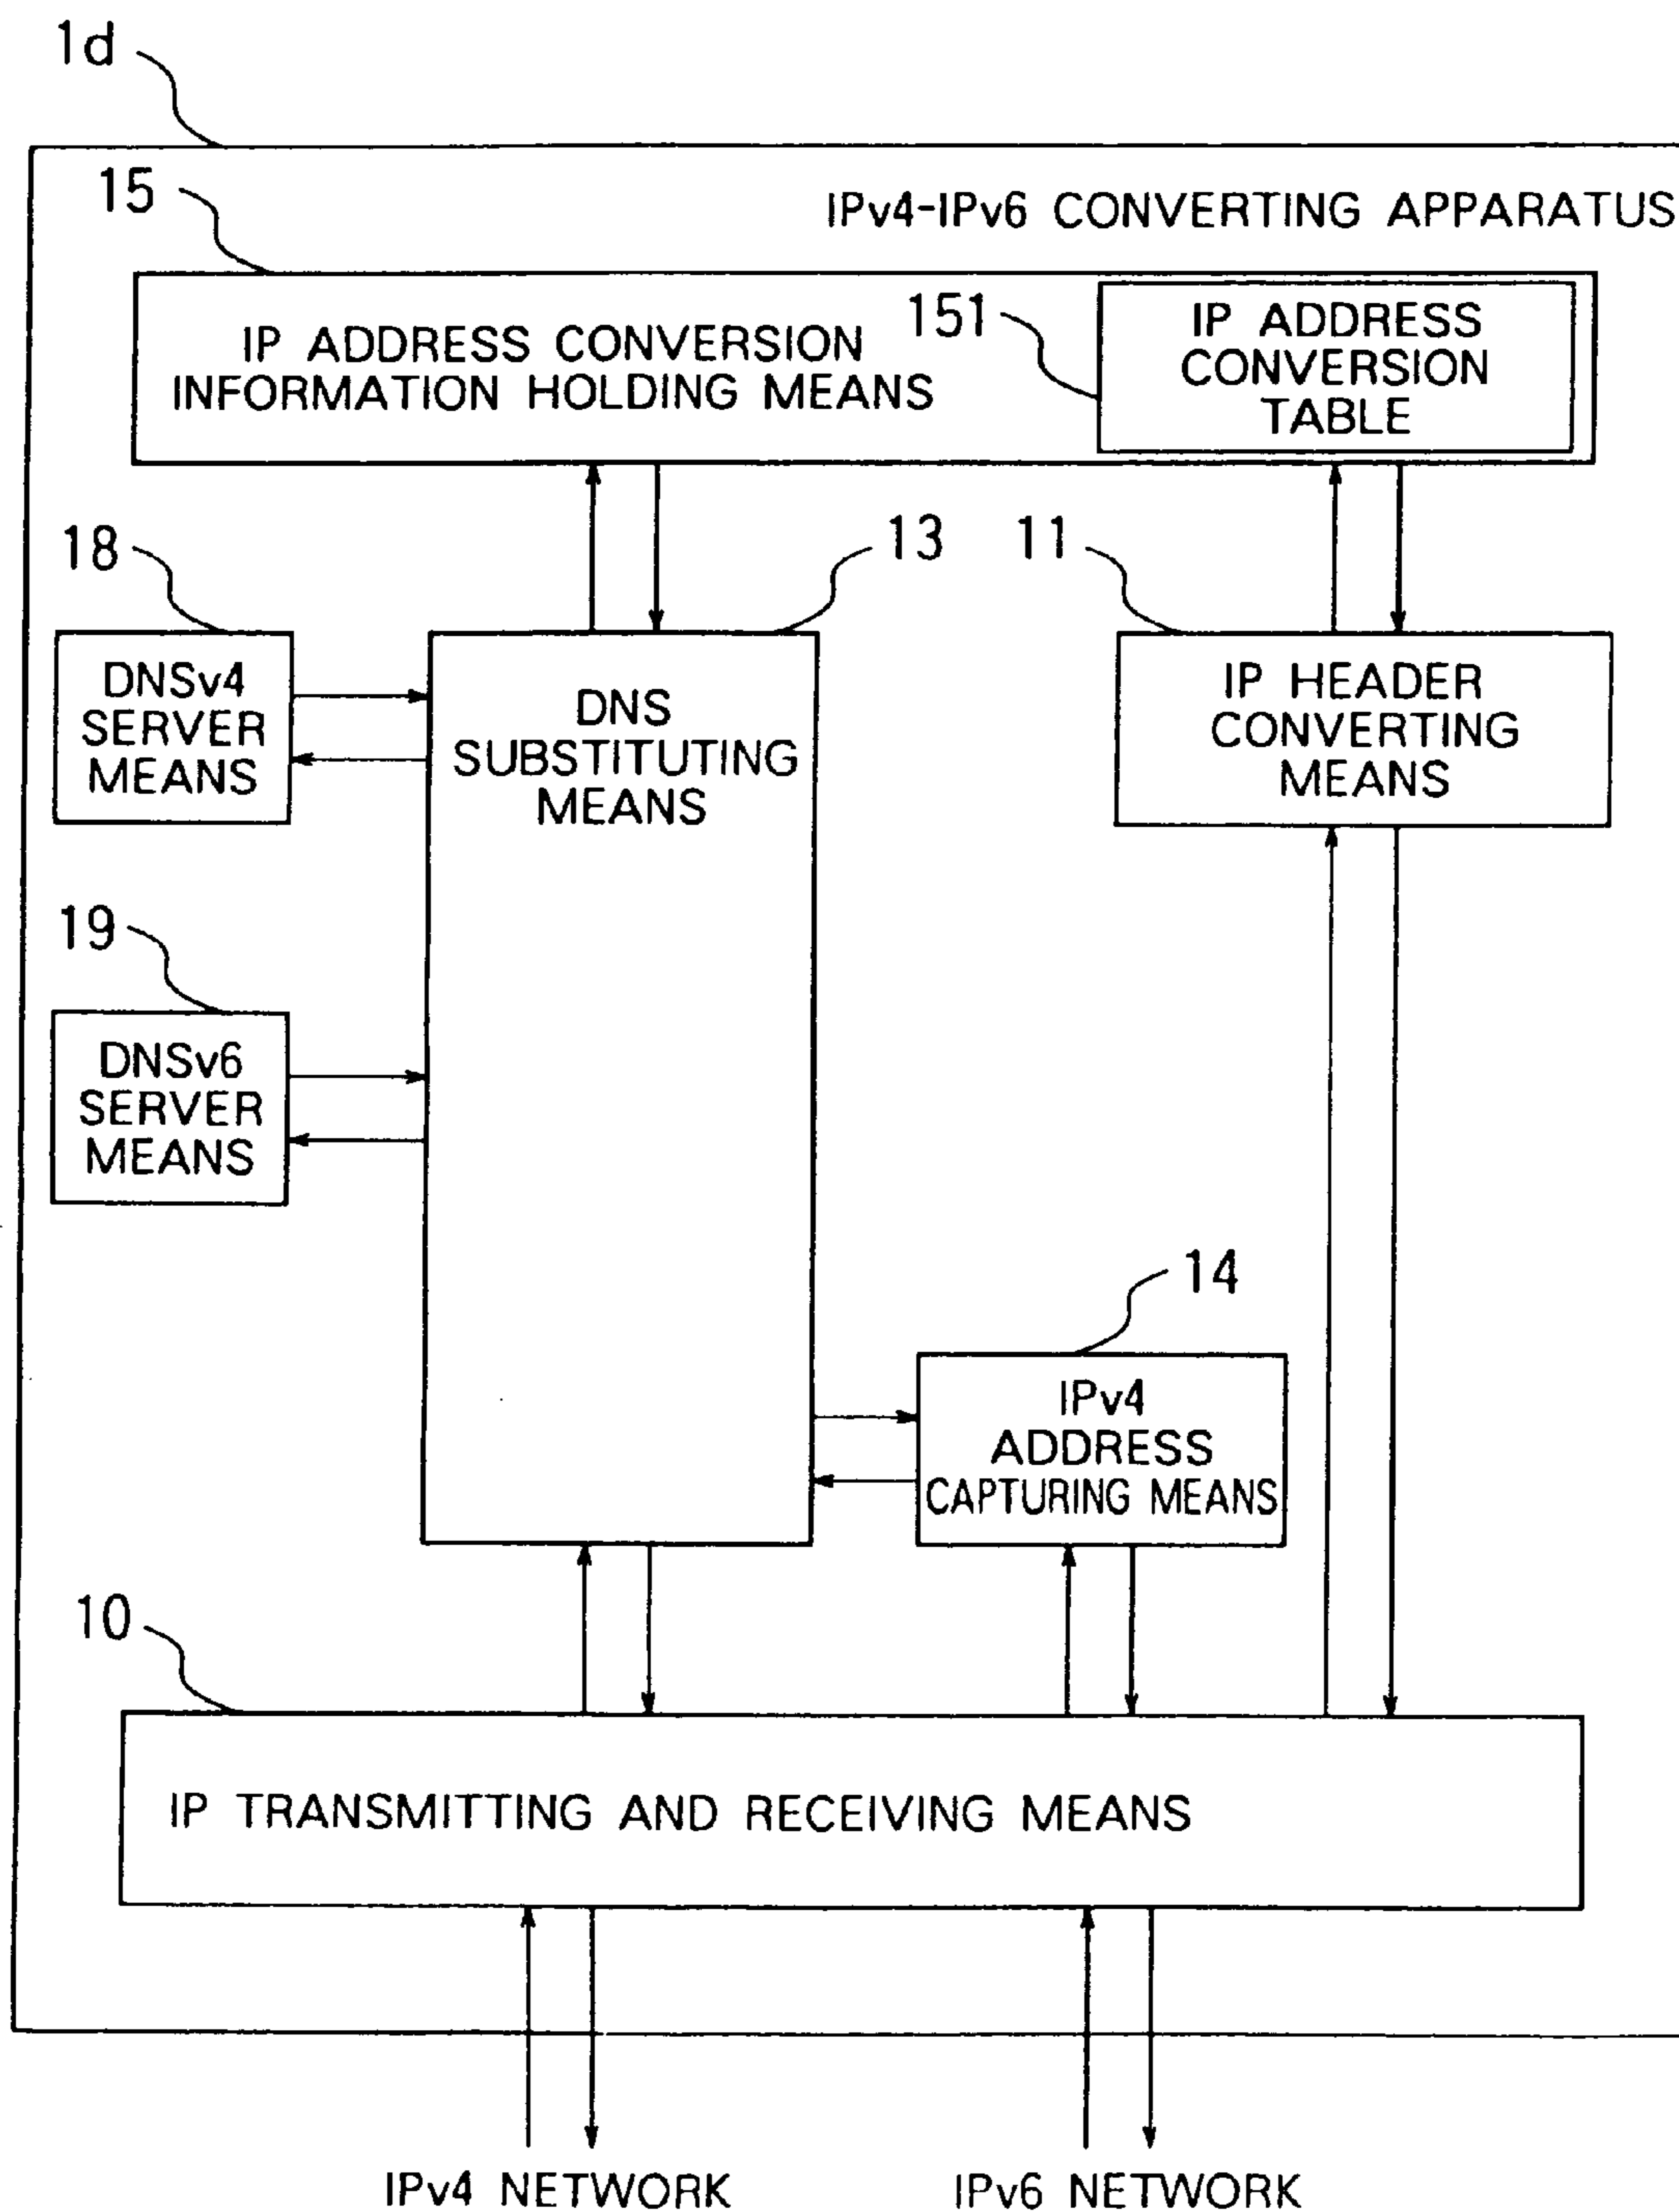 1d
IPv4-IPv6 CONVERTING APPARATUS
15
IP ADDRESS CONVERSION
INFORMATION HOLDING MEANS
151
IP ADDRESS
CONVERSION
TABLE
18
13
11
DNSv4
SERVER
MEANS
DNS
SUBSTITUTING
MEANS
IP HEADER
CONVERTING
MEANS
19
DNSv6
SERVER
MEANS
14
IPv4
ADDRESS
CAPTURING MEANS
10
IP TRANSMITTING AND RECEIVING MEANS
IPv4 NETWORK
IPv6 NETWORK